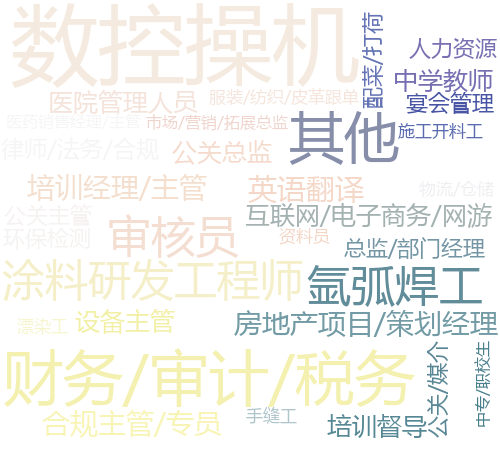 数控操机
配菜/打荷
人力资源
中学教师
医院管理人员
服装/纺织/皮革跟单
宴会管理
医药销售经理/主管
市场/营销/拓展总监
其他
施工开料工
律师/法务/合规
公关总监
培训经理/主管
英语翻译
物流/仓储
公关主管
互联网/电子商务/网游
审核员
环保检测
资料员
总监/部门经理
涂料研发工程师
氩弧焊工
漂染工
设备主管
房地产项目/策划经理
财务/审计/税务
公关/媒介
中专/职校生
合规主管/专员
手缝工
培训督导